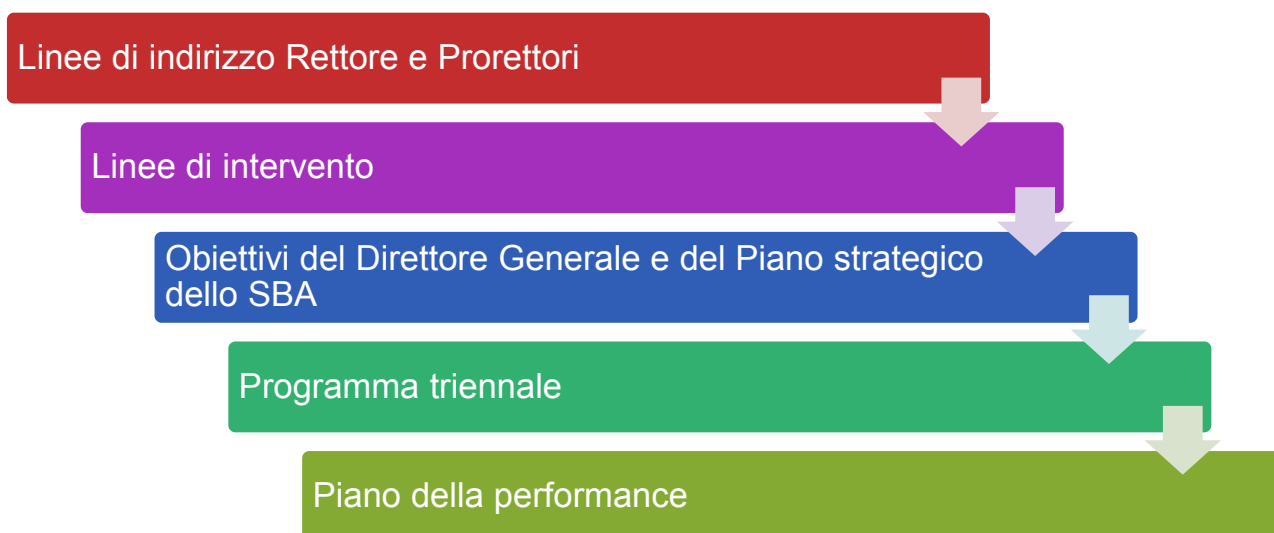 Linee di indirizzo Rettore e Prorettori
Linee di intervento
Obiettivi del Direttore Generale e del Piano strategico
dello SBA
Programma triennale
Piano della performance